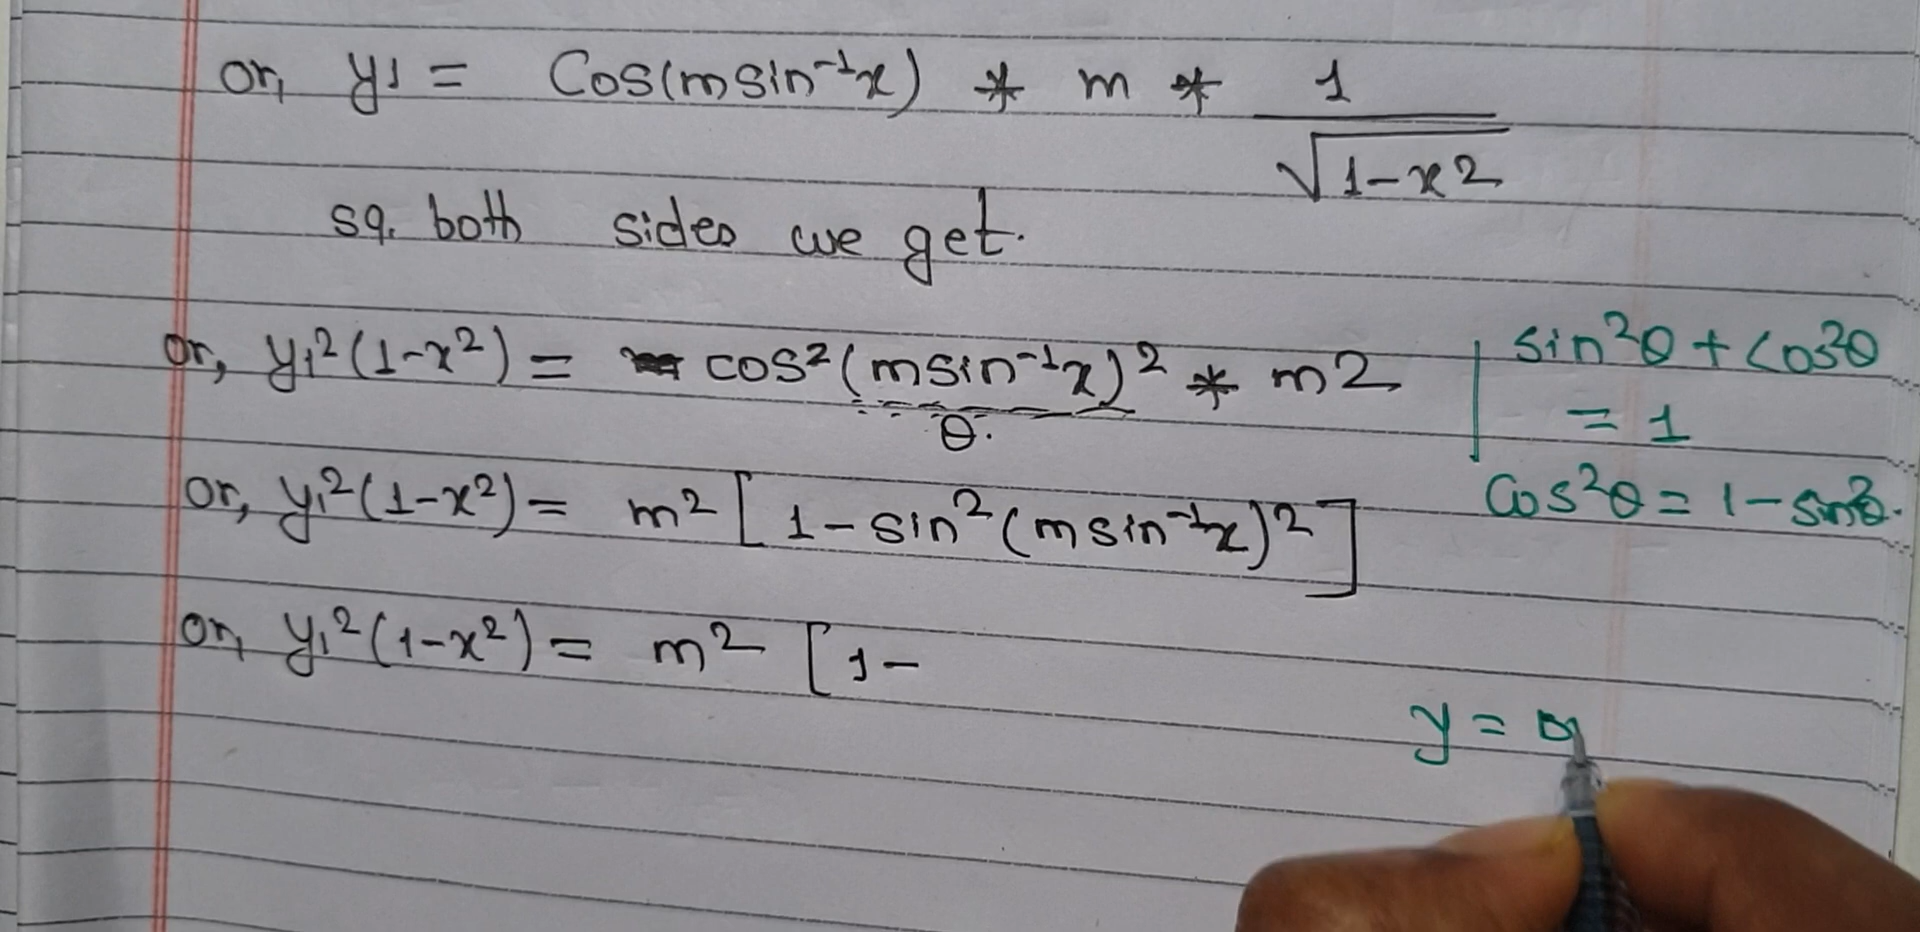 or, y1 = Cos(msin⁻¹x) * m * 1/√1-x2
sq. both sides we get.
or, y₁²(1-x²) = cos²(msin⁻¹x)² * m2
θ.
sin²θ + cos²θ
= 1
cos²θ = 1 - sin²θ.
or, y₁²(1-x²) = m² [1 - sin²(msin⁻¹x)²]
or, y₁²(1-x²) = m² [1 -
y =